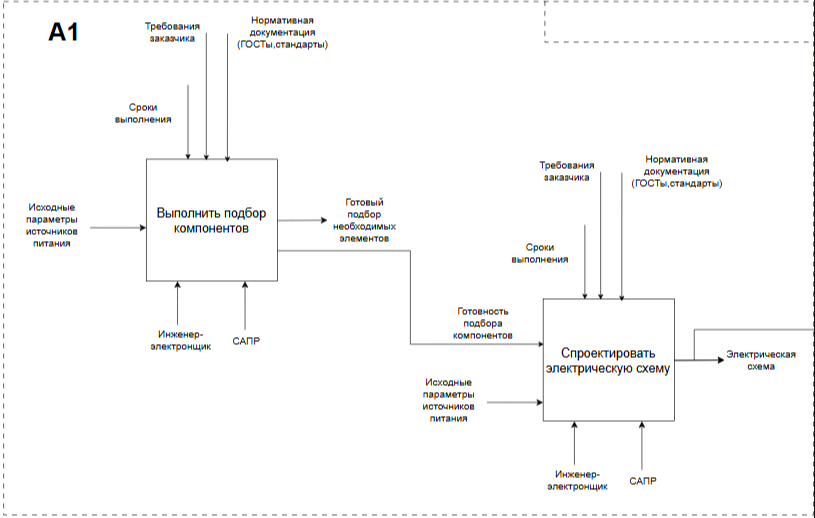 A1
Требования
заказчика
Нормативная
документация
(ГОСТы,стандарты)
Сроки
выполнения
Исходные
параметры
источников
питания
Выполнить подбор
компонентов
Готовый
подбор
необходимых
элементов
Инженер-
электронщик
САПР
Требования
заказчика
Нормативная
документация
(ГОСТы,стандарты)
Сроки
выполнения
Готовность
подбора
компонентов
Исходные
параметры
источников
питания
Спроектировать
электрическую схему
Электрическая
схема
Инженер-
электронщик
САПР